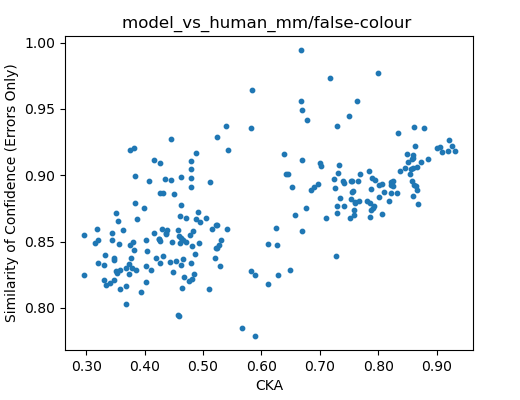 model_vs_human_mm/false-colour
Similarity of Confidence (Errors Only)
1.00
0.95
0.90
0.85
0.80
0.30 0.40 0.50 0.60 0.70 0.80 0.90
CKA